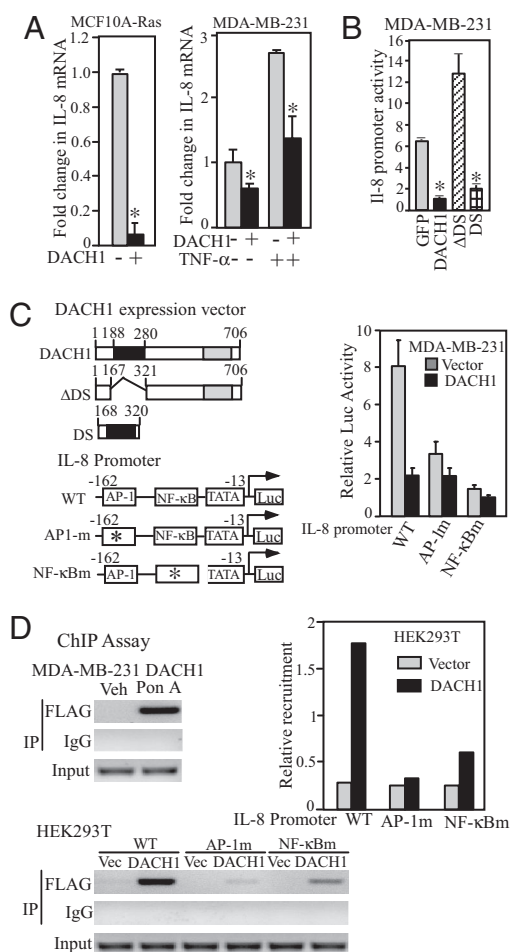 A
MCF10A-Ras
Fold change in IL-8 mRNA
1.0
0.8
0.6
0.4
0.2
0
*
DACH1 - +
MDA-MB-231
Fold change in IL-8 mRNA
3
2
1
0
* *
DACH1 - + - +
TNF-α - - + +
B
MDA-MB-231
Il-8 promoter activity
16
14
12
10
8
6
4
2
0
* *
GFP
DACH1
ΔDS
DS
C
DACH1 expression vector
1 188 280 706
DACH1
1 167 321 706
ΔDS
168 320
DS
IL-8 Promoter
-162 -13
WT AP-1 NF-κB TATA Luc
-162 -13
AP1-m * NF-κB TATA Luc
-162 -13
NF-κBm AP-1 * TATA Luc
Relative Luc Activity
10
8
6
4
2
0
MDA-MB-231
Vector
DACH1
IL-8 promoter
WT
AP-1m
NF-κBm
D
ChIP Assay
MDA-MB-231 DACH1
Veh Pon A
IP
FLAG
IgG
Input
Relative recruitment
2
1.5
1
0.5
0
HEK293T
Vector
DACH1
IL-8 Promoter WT AP-1m NF-κBm
HEK293T
WT AP-1m NF-κBm
Vec DACH1 Vec DACH1 Vec DACH1
IP
FLAG
IgG
Input